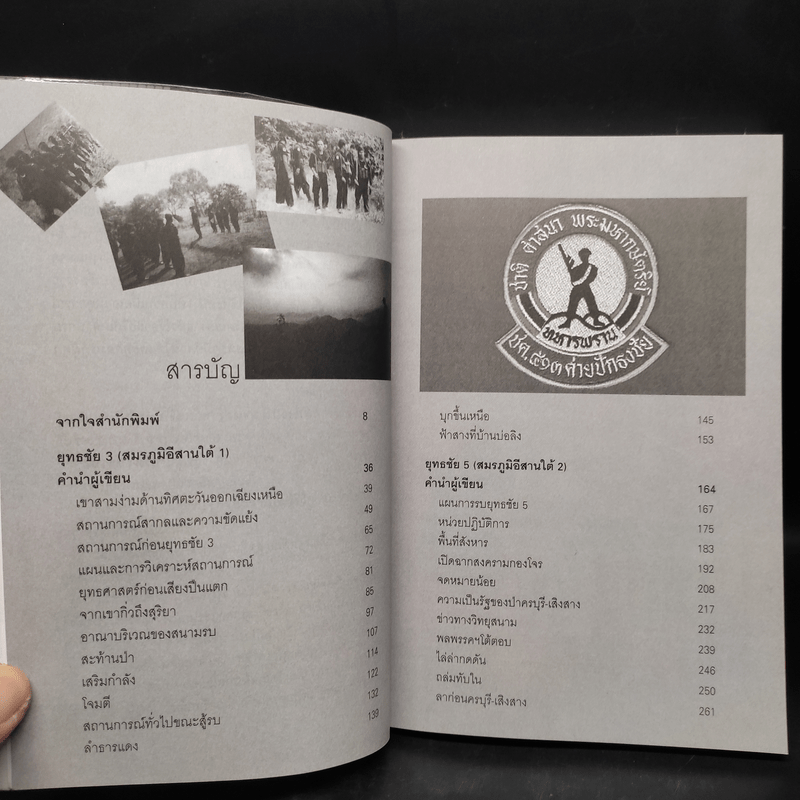 สารบัญ
จากใจสำนักพิมพ์ 8
ยุทธชัย 3 (สมรภูมิอีสานใต้ 1)
คำนำผู้เขียน 36
เขาสามง่ามด้านทิศตะวันออกเฉียงเหนือ 39
สถานการณ์สากลและความขัดแย้ง 49
สถานการณ์ก่อนยุทธชัย 3 65
แผนและการวิเคราะห์สถานการณ์ 72
ยุทธศาสตร์ก่อนเสียงปืนแตก 81
จากเขากิ่วถึงสุริยา 85
อาณาบริเวณของสนามรบ 97
สะท้านป่า 107
เสริมกำลัง 114
โจมตี 122
สถานการณ์ทั่วไปขณะสู้รบ 132
ลำธารแดง 139
ชาติ ศาสนา พระมหากษัตริย์
ทหารพราน
ชค.๕๑๓ ค่ายปักธงชัย
บุกขึ้นเหนือ 145
ฟ้าสางที่บ้านบ่อลิง 153
ยุทธชัย 5 (สมรภูมิอีสานใต้ 2)
คำนำผู้เขียน 164
แผนการรบยุทธชัย 5 167
หน่วยปฏิบัติการ 175
พื้นที่สังหาร 183
เปิดฉากสงครามกองโจร 192
จดหมายน้อย 208
ความเป็นรัฐของป่าครบุรี-เสิงสาง 217
ข่าวทางวิทยุสนาม 232
พลพรรคฯโต้ตอบ 239
ไล่ล่ากดดัน 246
ถล่มทับใน 250
ลาก่อนครบุรี-เสิงสาง 261